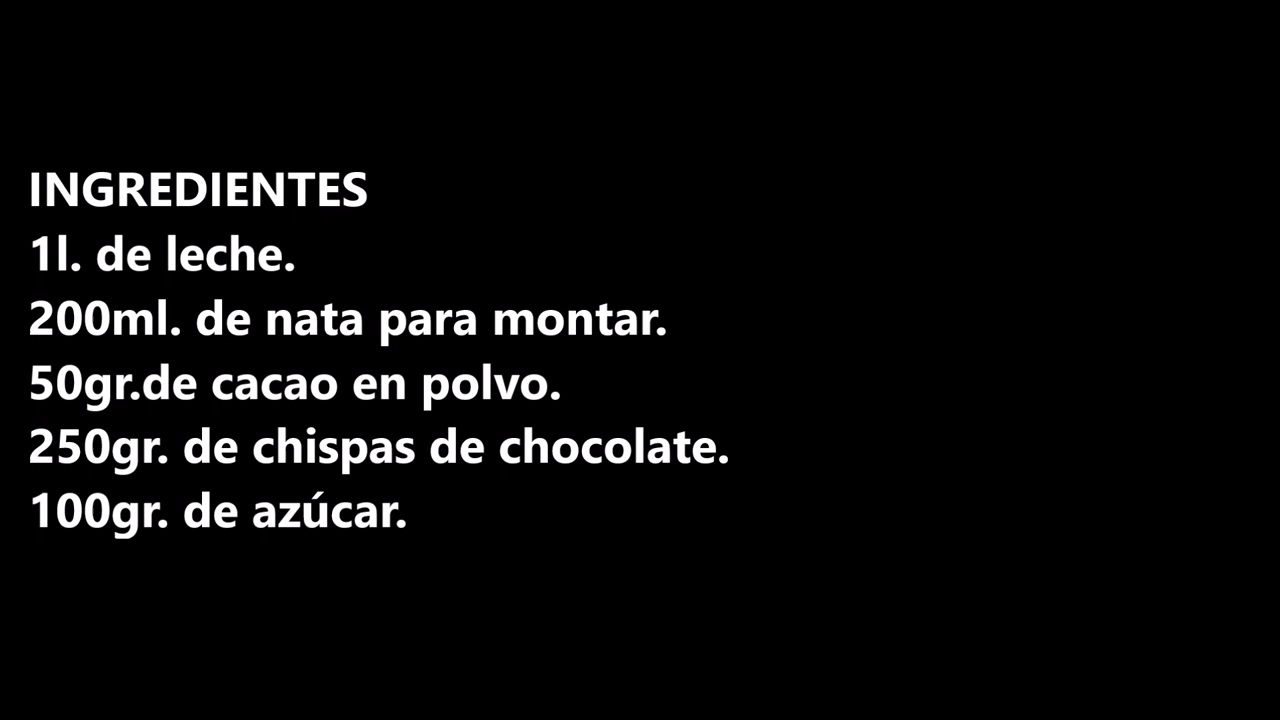 INGREDIENTES
1l. de leche.
200ml. de nata para montar.
50gr.de cacao en polvo.
250gr. de chispas de chocolate.
100gr. de azúcar.